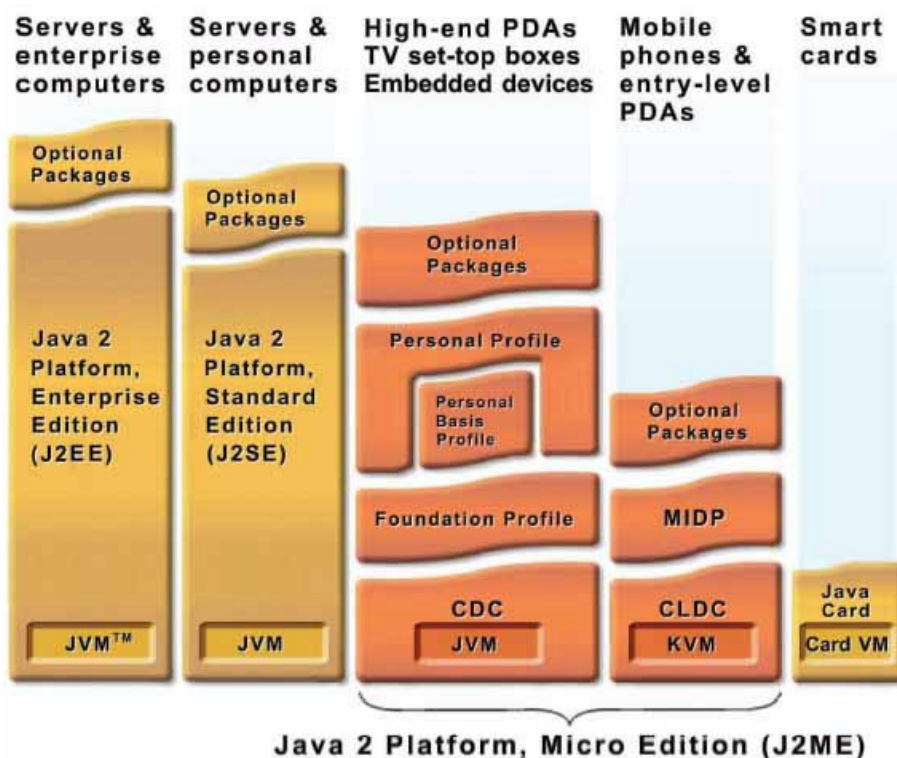 Servers &
enterprise
computers
Servers &
personal
computers
High-end PDAs
TV set-top boxes
Embedded devices
Mobile
phones &
entry-level
PDAs
Smart
cards
Optional
Packages
Java 2
Platform,
Enterprise
Edition
(J2EE)
JVM™
Optional
Packages
Java 2
Platform,
Standard
Edition
(J2SE)
JVM
Optional
Packages
Personal Profile
Personal
Basis
Profile
Foundation Profile
CDC
JVM
Optional
Packages
MIDP
CLDC
KVM
Java
Card
Card VM
Java 2 Platform, Micro Edition (J2ME)